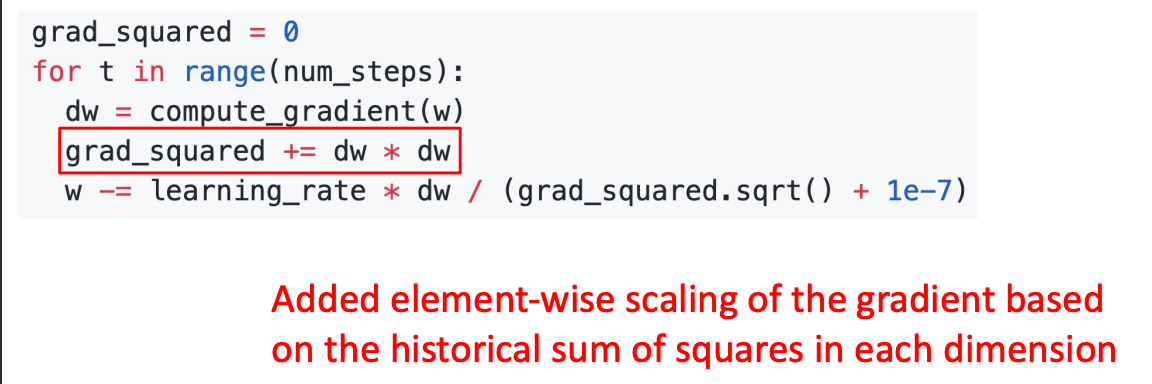 grad_squared = 0
for t in range(num_steps):
  dw = compute_gradient(w)
  grad_squared += dw * dw
  w -= learning_rate * dw / (grad_squared.sqrt() + 1e-7)
Added element-wise scaling of the gradient based
on the historical sum of squares in each dimension